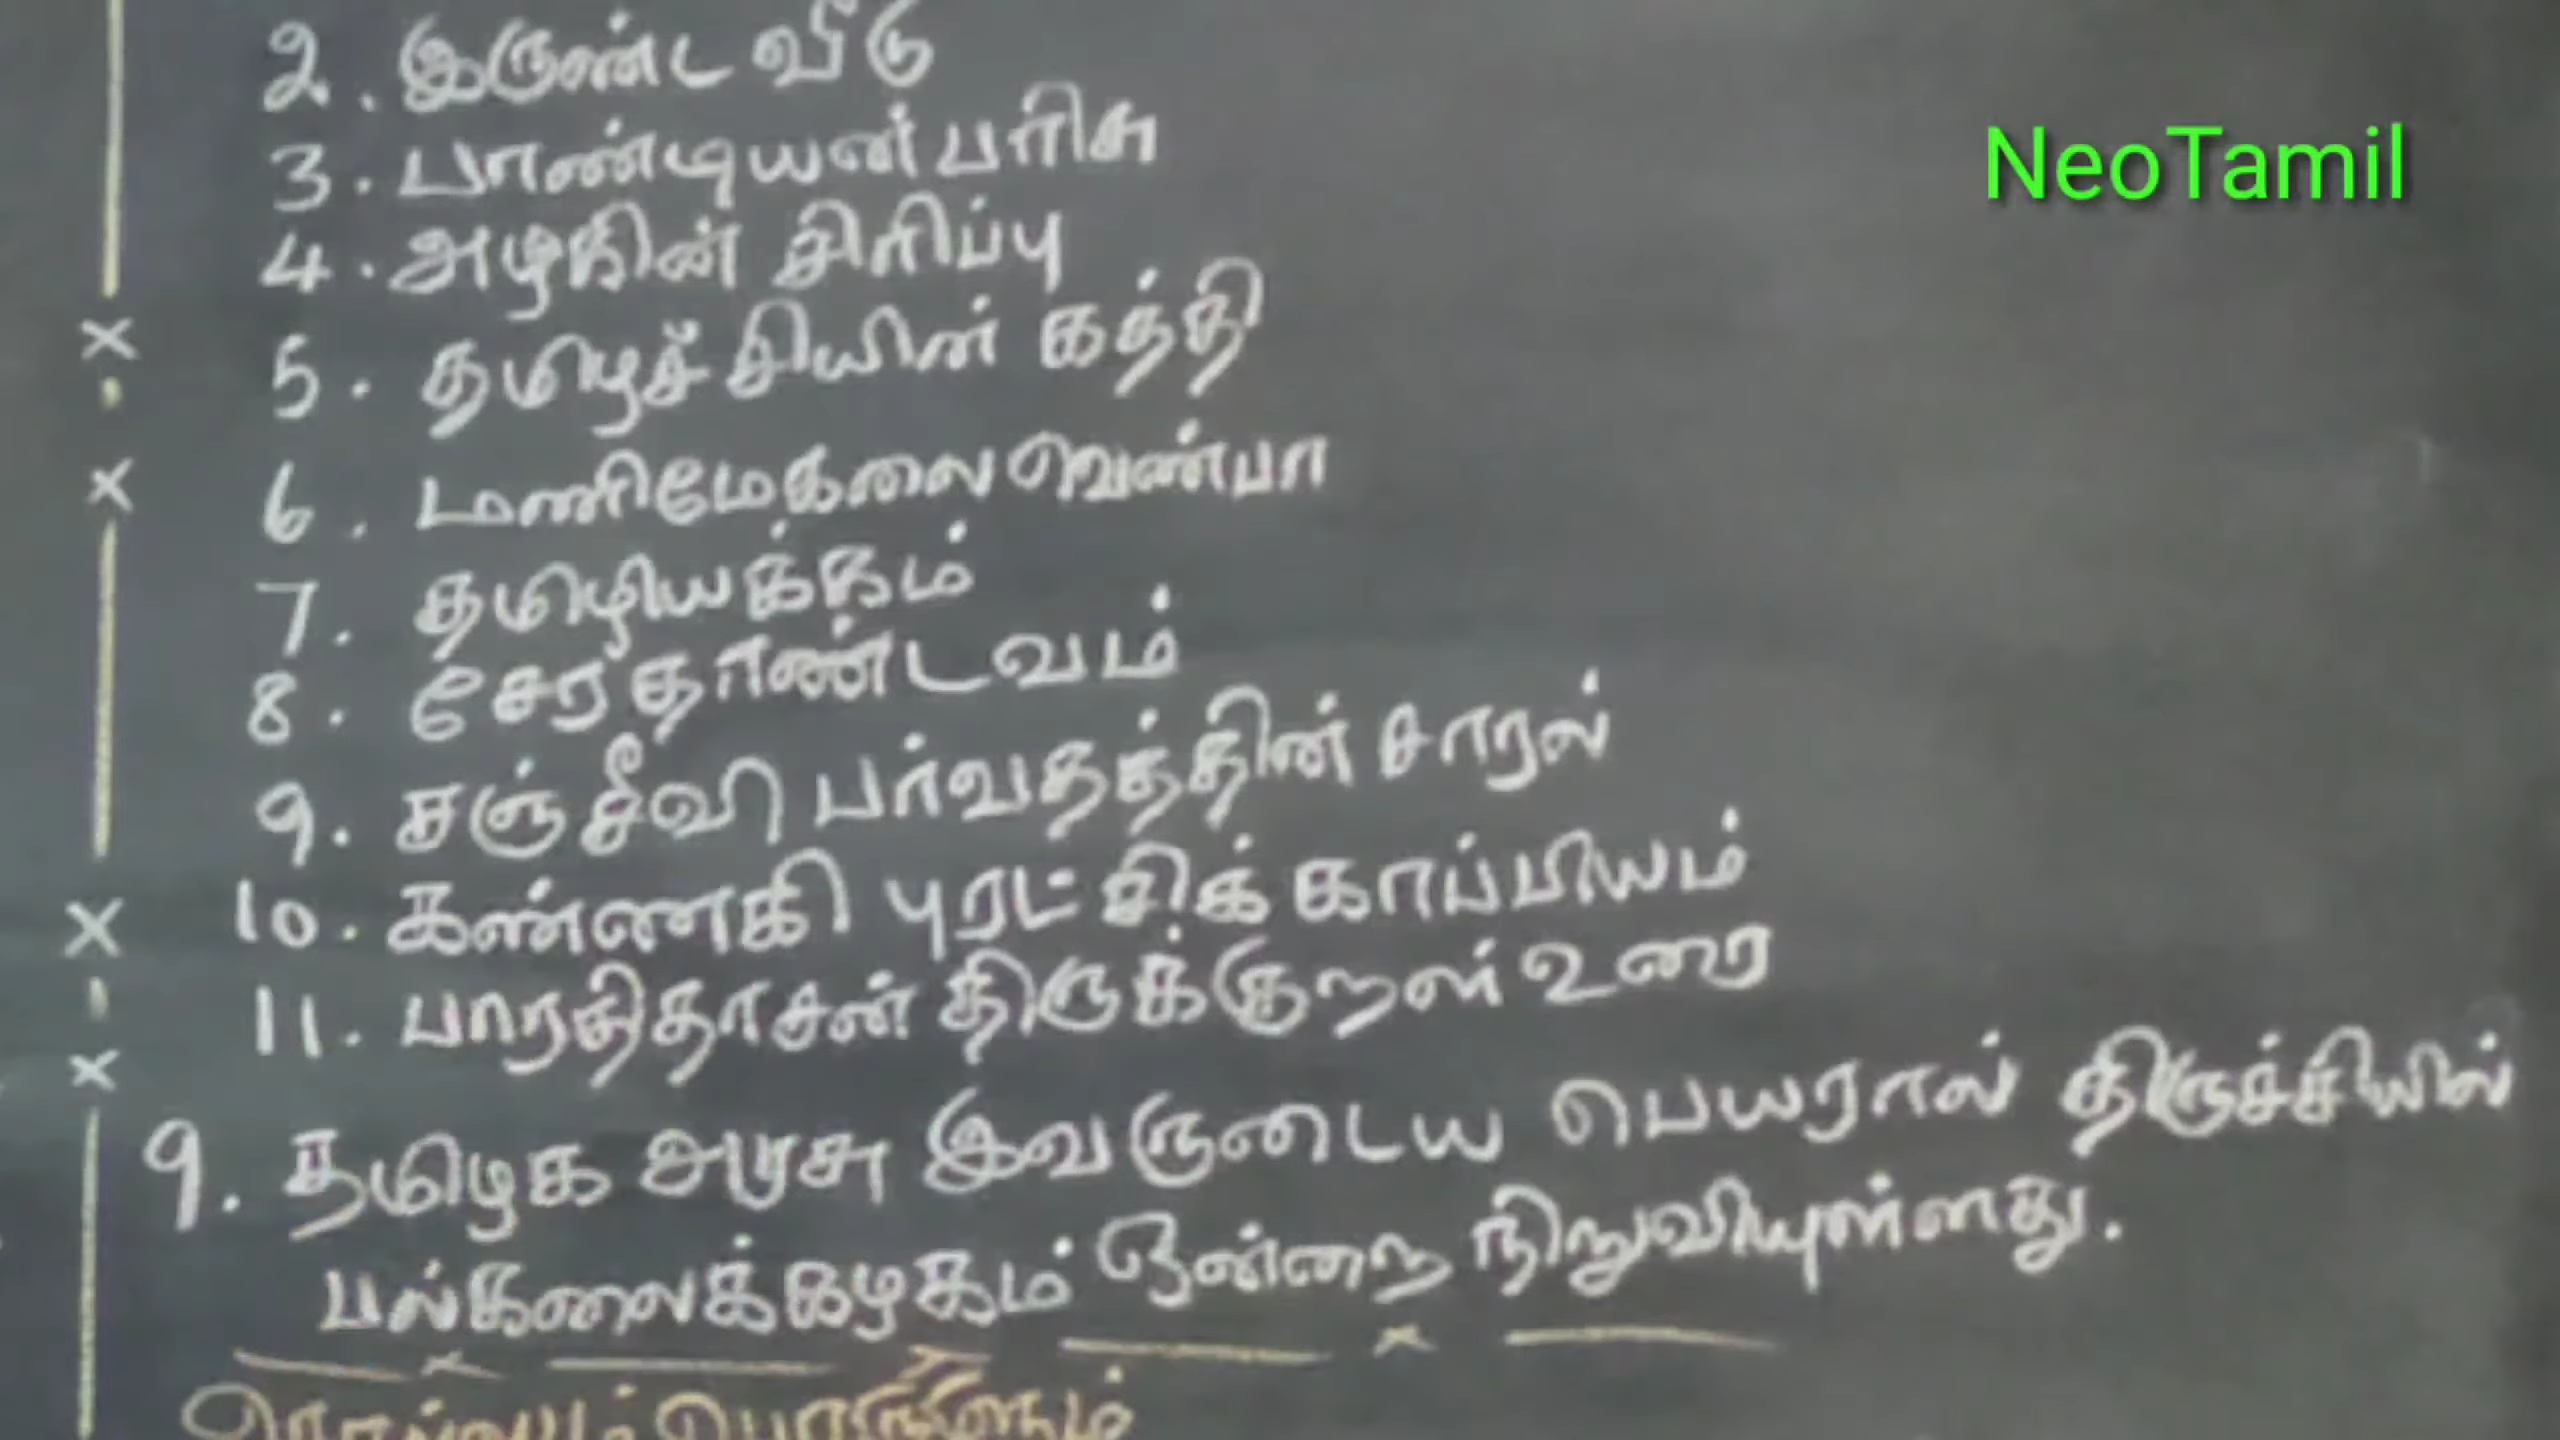 2. இருண்ட வீடு
NeoTamil
3. பாண்டியன் பரிசு
4. அழகின் சிரிப்பு
5. தமிழச்சியின் கத்தி
6. மணிமேகலை வெண்பா
7. தமிழியக்கம்
8. சேர தாண்டவம்
9. சஞ்சீவி பர்வதத்தின் சாரல்
10. கண்ணகி புரட்சிக் காப்பியம்
11. பாரதிதாசன் திருக்குறள் உரை
9. தமிழக அரசு இவருடைய பெயரால் திருச்சியில்
பல்கலைக்கழகம் ஒன்றை நிறுவியுள்ளது.